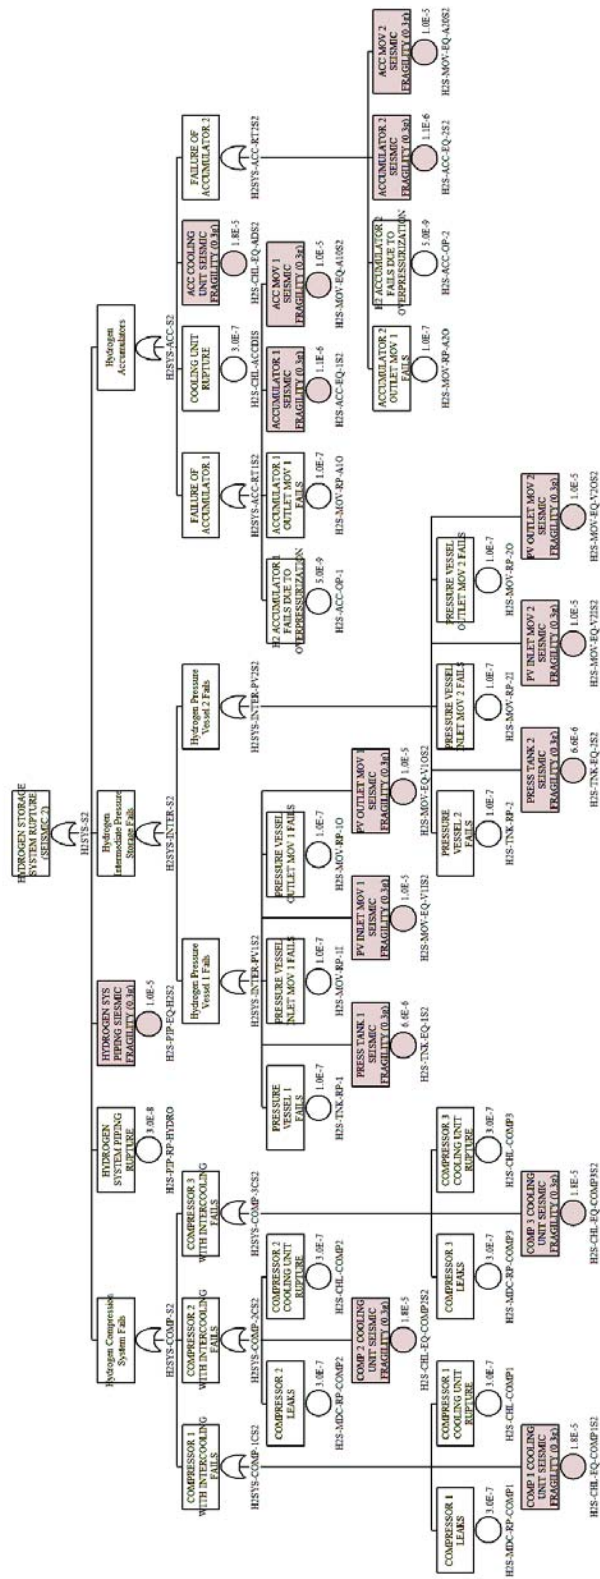 HYDROGEN STORAGE
SYSTEM RUPTURE
(SEISMIC 2)
H2SYS-S2
Hydrogen Compression
System Fails
H2SYS-COMP-S2
HYDROGEN
SYSTEM PIPING
RUPTURE
3.0E-8
H2S-PIP-RP-HYDRO
HYDROGEN SYS
PIPING SIESMIC
FRAGILITY (0.3g)
1.0E-5
H2S-PIP-EQ-H2S2
Hydrogen
Intermediate Pressure
Storage Fails
H2SYS-INTER-S2
Hydrogen
Accumulators
H2SYS-ACC-S2
COMPRESSOR 1
WITH INTERCOOLING
FAILS
H2SYS-COMP-1CS2
COMPRESSOR 2
WITH INTERCOOLING
FAILS
H2SYS-COMP-2CS2
COMPRESSOR 3
WITH INTERCOOLING
FAILS
H2SYS-COMP-3CS2
Hydrogen Pressure
Vessel 1 Fails
H2SYS-INTER-PV1S2
Hydrogen Pressure
Vessel 2 Fails
H2SYS-INTER-PV2S2
FAILURE OF
ACCUMULATOR 1
H2SYS-ACC-RT1S2
COOLING UNIT
RUPTURE
3.0E-7
H2S-CHL-ACCDIS
ACC COOLING
UNIT SEISMIC
FRAGILITY (0.3g)
1.8E-5
H2S-CHL-EQ-ADS2
FAILURE OF
ACCUMULATOR 2
H2SYS-ACC-RT2S2
COMPRESSOR 2
LEAKS
3.0E-7
H2S-MDC-RP-COMP2
COMPRESSOR 2
COOLING UNIT
RUPTURE
3.0E-7
H2S-CHL-COMP2
PRESSURE
VESSEL 1
FAILS
1.0E-7
H2S-TNK-RP-1
PRESSURE VESSEL
INLET MOV 1 FAILS
1.0E-7
H2S-MOV-RP-1I
PRESSURE VESSEL
OUTLET MOV 1 FAILS
1.0E-7
H2S-MOV-RP-1O
H2 ACCUMULATOR 1
FAILS DUE TO
OVERPRESSURIZATION
5.0E-9
H2S-ACC-OP-1
ACCUMULATOR 1
OUTLET MOV 1
FAILS
1.0E-7
H2S-MOV-RP-A1O
ACCUMULATOR 1
SEISMIC
FRAGILITY (0.3g)
1.1E-6
H2S-ACC-EQ-1S2
ACC MOV 1
SEISMIC
FRAGILITY (0.3g)
1.0E-5
H2S-MOV-EQ-A1OS2
COMP 2 COOLING
UNIT SEISMIC
FRAGILITY (0.3g)
1.8E-5
H2S-CHL-EQ-COMP2S2
PRESS TANK 1
SEISMIC
FRAGILITY (0.3g)
6.6E-6
H2S-TNK-EQ-1S2
PV INLET MOV 1
SEISMIC
FRAGILITY (0.3g)
1.0E-5
H2S-MOV-EQ-V1IS2
PV OUTLET MOV 1
SEISMIC
FRAGILITY (0.3g)
1.0E-5
H2S-MOV-EQ-V1OS2
ACCUMULATOR 2
OUTLET MOV 1
FAILS
1.0E-7
H2S-MOV-RP-A2O
H2 ACCUMULATOR 2
FAILS DUE TO
OVERPRESSURIZATION
5.0E-9
H2S-ACC-OP-2
ACCUMULATOR 2
SEISMIC
FRAGILITY (0.3g)
1.1E-6
H2S-ACC-EQ-2S2
ACC MOV 2
SEISMIC
FRAGILITY (0.3g)
1.0E-5
H2S-MOV-EQ-A2OS2
COMPRESSOR 1
LEAKS
3.0E-7
H2S-MDC-RP-COMP1
COMPRESSOR 1
COOLING UNIT
RUPTURE
3.0E-7
H2S-CHL-COMP1
COMPRESSOR 3
LEAKS
3.0E-7
H2S-MDC-RP-COMP3
COMPRESSOR 3
COOLING UNIT
RUPTURE
3.0E-7
H2S-CHL-COMP3
PRESSURE
VESSEL 2
FAILS
1.0E-7
H2S-TNK-RP-2
PRESSURE VESSEL
INLET MOV 2 FAILS
1.0E-7
H2S-MOV-RP-2I
PRESSURE VESSEL
OUTLET MOV 2 FAILS
1.0E-7
H2S-MOV-RP-2O
COMP 1 COOLING
UNIT SEISMIC
FRAGILITY (0.3g)
1.8E-5
H2S-CHL-EQ-COMP1S2
COMP 3 COOLING
UNIT SEISMIC
FRAGILITY (0.3g)
1.8E-5
H2S-CHL-EQ-COMP3S2
PRESS TANK 2
SEISMIC
FRAGILITY (0.3g)
6.6E-6
H2S-TNK-EQ-2S2
PV INLET MOV 2
SEISMIC
FRAGILITY (0.3g)
1.0E-5
H2S-MOV-EQ-V2IS2
PV OUTLET MOV 2
SEISMIC
FRAGILITY (0.3g)
1.0E-5
H2S-MOV-EQ-V2OS2